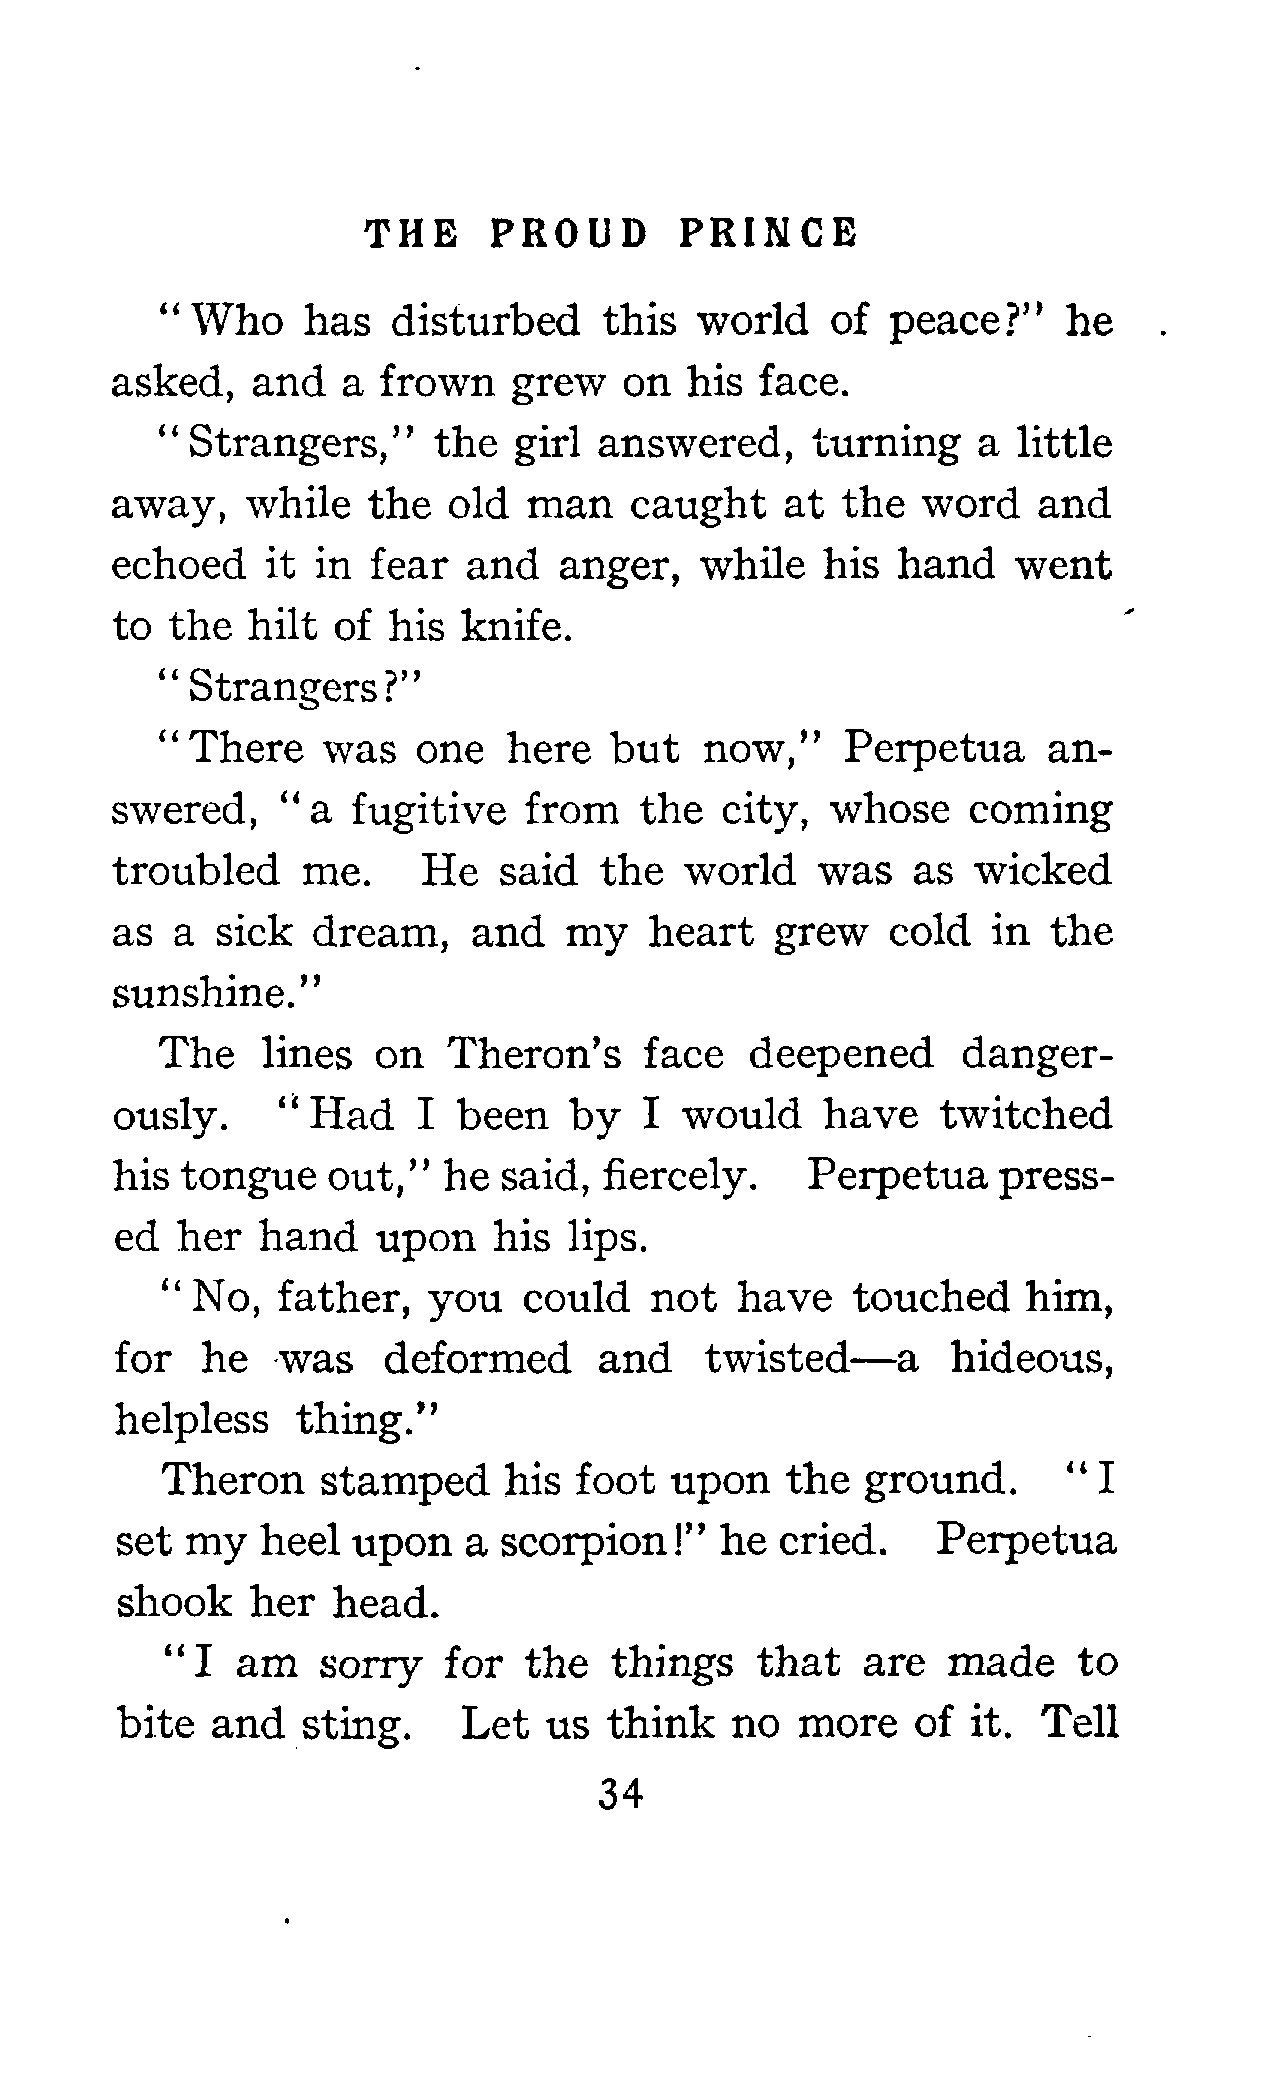 THE PROUD PRINCE
"Who has disturbed this world of peace?" he
asked, and a frown grew on his face.
"Strangers," the girl answered, turning a little
away, while the old man caught at the word and
echoed it in fear and anger, while his hand went
to the hilt of his knife.
"Strangers?"
"There was one here but now," Perpetua an-
swered, "a fugitive from the city, whose coming
troubled me. He said the world was as wicked
as a sick dream, and my heart grew cold in the
sunshine."
The lines on Theron's face deepened danger-
ously. "Had I been by I would have twitched
his tongue out," he said, fiercely. Perpetua press-
ed her hand upon his lips.
"No, father, you could not have touched him,
for he was deformed and twisted—a hideous,
helpless thing."
Theron stamped his foot upon the ground. "I
set my heel upon a scorpion!" he cried. Perpetua
shook her head.
"I am sorry for the things that are made to
bite and sting. Let us think no more of it. Tell
34